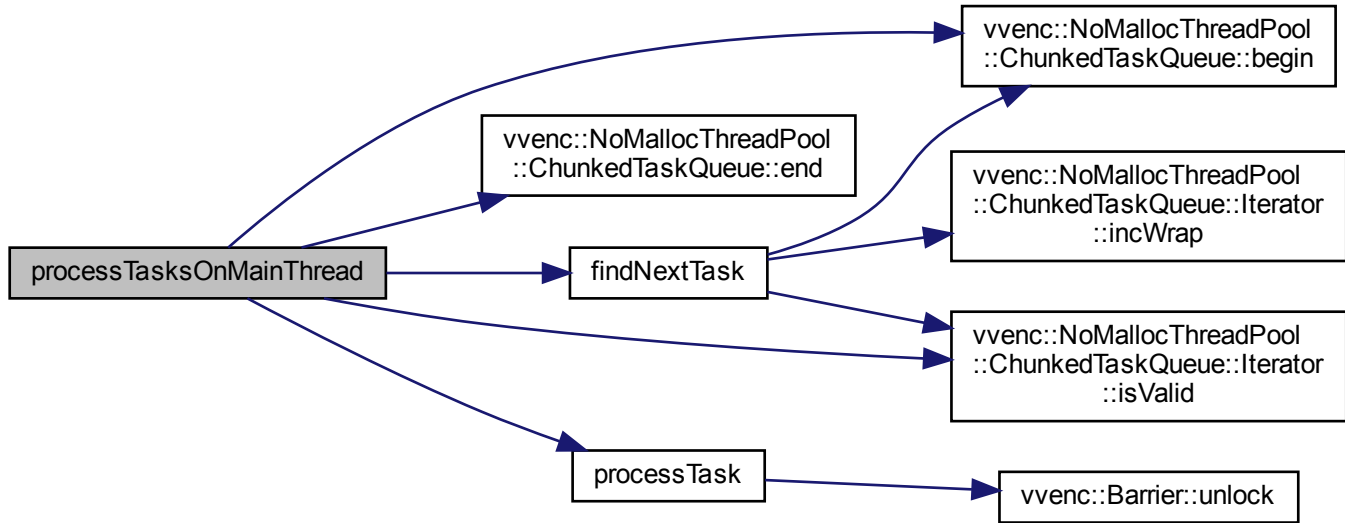 vvenc::NoMallocThreadPool
::ChunkedTaskQueue::begin
vvenc::NoMallocThreadPool
::ChunkedTaskQueue::end
vvenc::NoMallocThreadPool
::ChunkedTaskQueue::Iterator
::incWrap
processTasksOnMainThread
findNextTask
vvenc::NoMallocThreadPool
::ChunkedTaskQueue::Iterator
::isValid
processTask
vvenc::Barrier::unlock